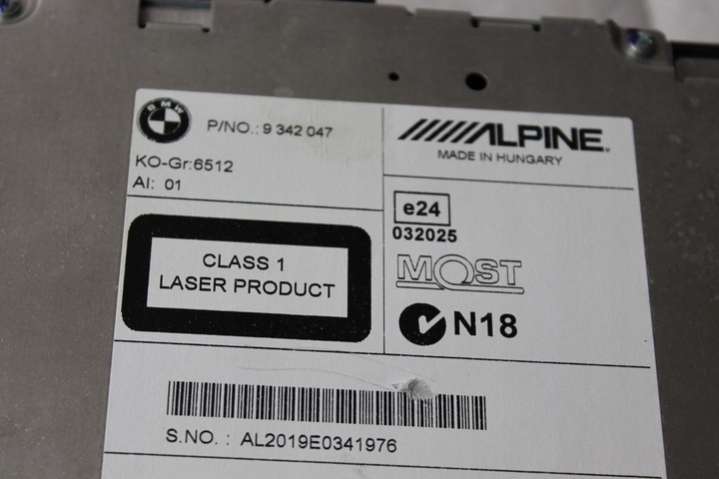 BMW
P/NO.: 9 342 047
KO-Gr:6512
AI: 01
ALPINE
MADE IN HUNGARY
CLASS 1
LASER PRODUCT
e24
032025
MOST
N18
S.NO. : AL2019E0341976